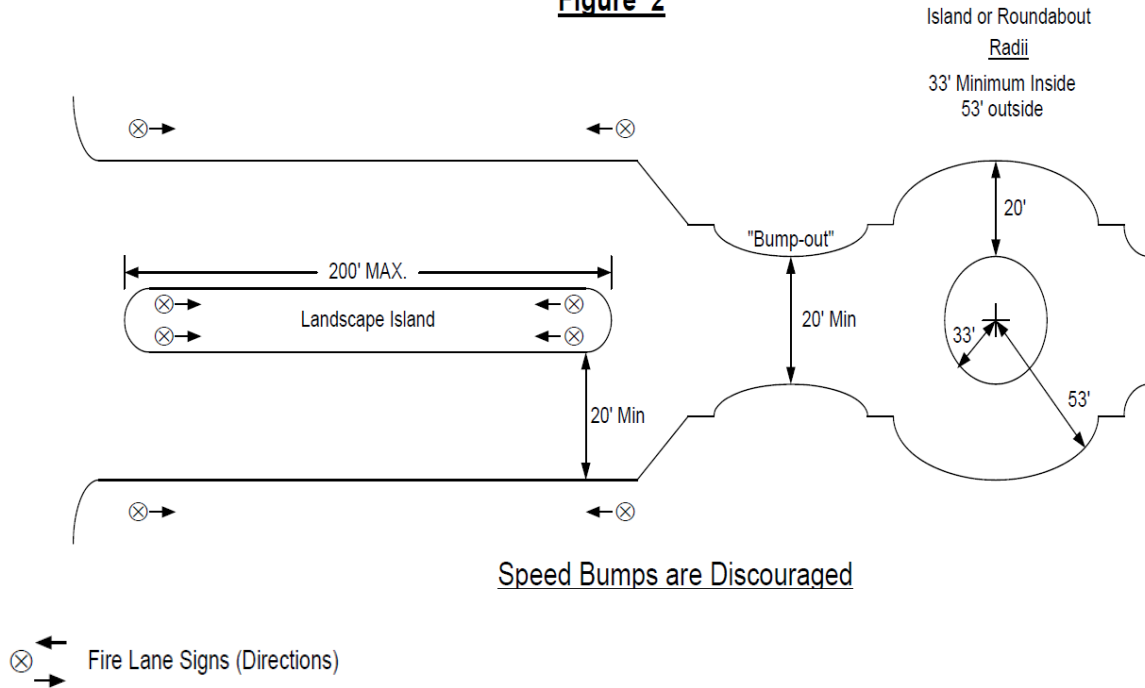 Figure 2
Island or Roundabout
Radii
33' Minimum Inside
53' outside
20'
"Bump-out"
200' MAX.
Landscape Island
20' Min
33'
53'
20' Min
Speed Bumps are Discouraged
Fire Lane Signs (Directions)